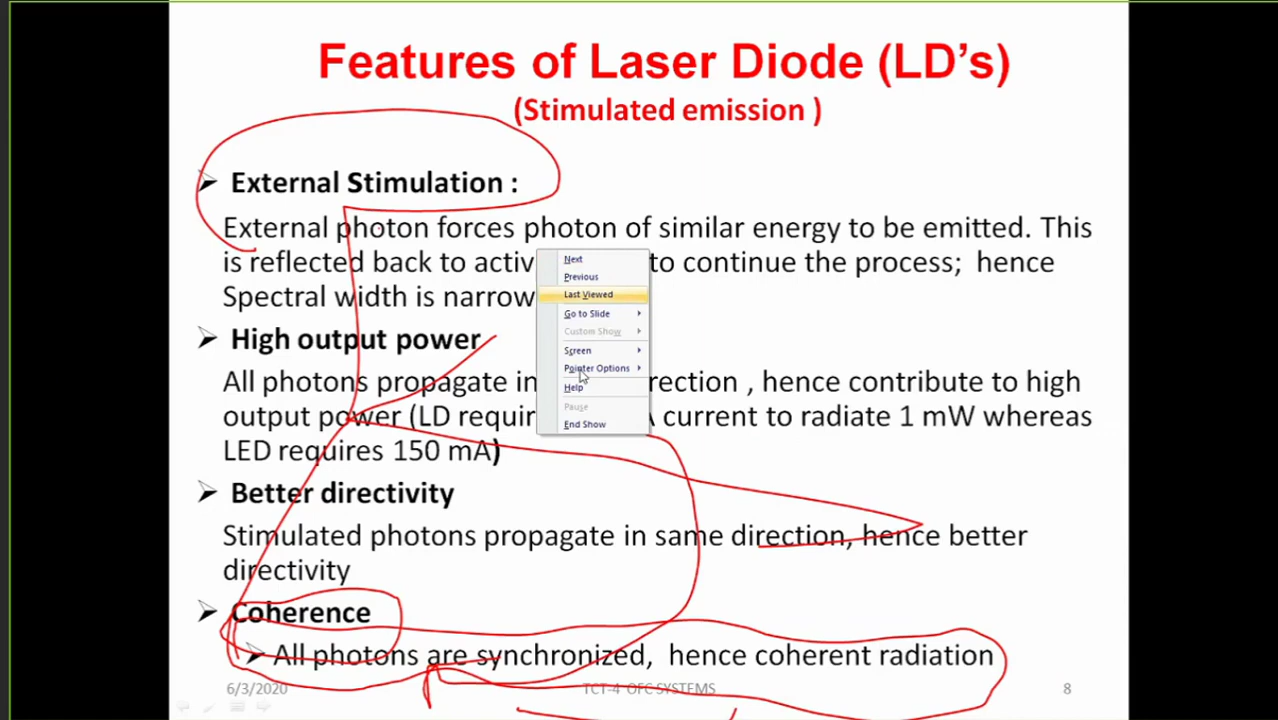 Features of Laser Diode (LD's)
(Stimulated emission )
➤ External Stimulation :
External photon forces photon of similar energy to be emitted. This
is reflected back to activ to continue the process; hence
Spectral width is narrow
➤ High output power
All photons propagate in rection , hence contribute to high
output power (LD requir A current to radiate 1 mW whereas
LED requires 150 mA)
➤ Better directivity
Stimulated photons propagate in same direction, hence better
directivity
➤ Coherence
➤ All photons are synchronized, hence coherent radiation
6/3/2020 TCT-4 OFC SYSTEMS 8
Next
Previous
Last Viewed
Go to Slide
Custom Show
Screen
Pointer Options
Help
Pause
End Show